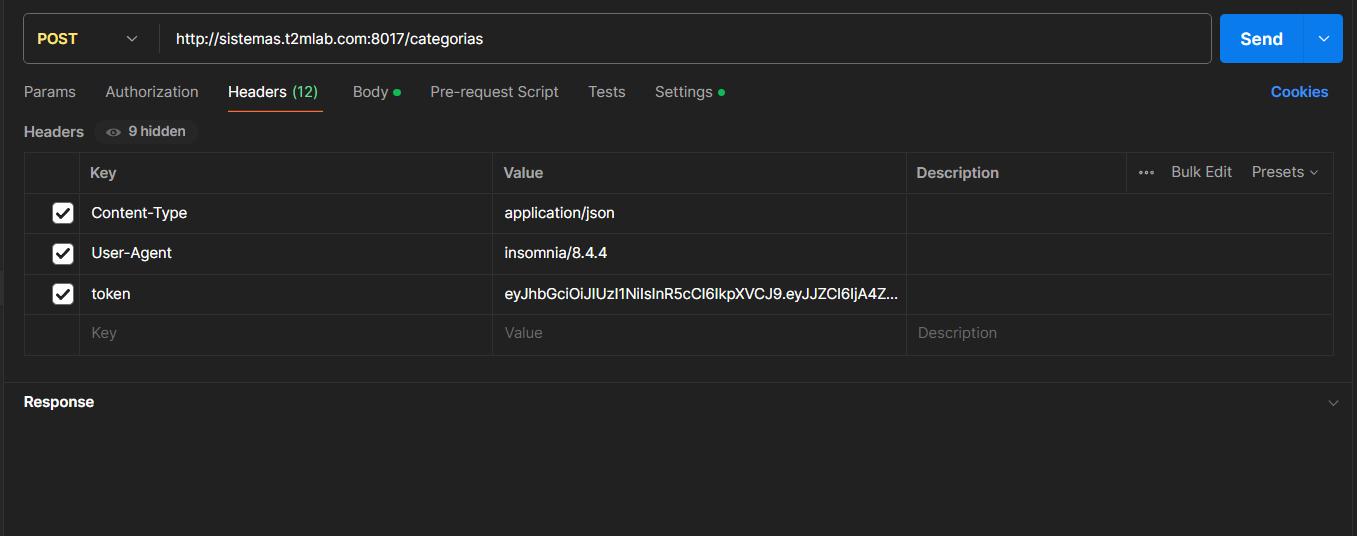 POST http://sistemas.t2mlab.com:8017/categorias Send
Params Authorization Headers (12) Body Pre-request Script Tests Settings Cookies
Headers 9 hidden
Key Value Description Bulk Edit Presets
Content-Type application/json
User-Agent insomnia/8.4.4
token eyJhbGciOiJIUzI1NiIsInR5cCI6IkpXVCJ9.eyJJZCI6IjA4Z...
Key Value Description
Response